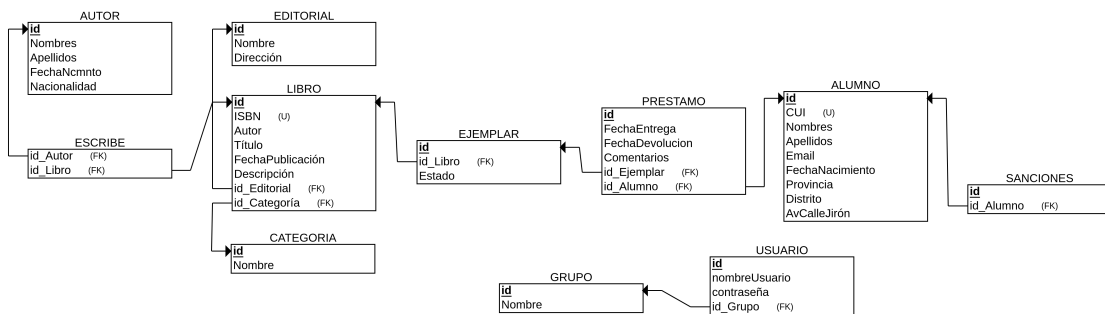 AUTOR
id
Nombres
Apellidos
FechaNcmnto
Nacionalidad
ESCRIBE
id_Autor (FK)
id_Libro (FK)
EDITORIAL
id
Nombre
Dirección
LIBRO
id
ISBN (U)
Autor
Título
FechaPublicación
Descripción
id_Editorial (FK)
id_Categoría (FK)
CATEGORIA
id
Nombre
EJEMPLAR
id
id_Libro (FK)
Estado
PRESTAMO
id
FechaEntrega
FechaDevolucion
Comentarios
id_Ejemplar (FK)
id_Alumno (FK)
ALUMNO
id
CUI (U)
Nombres
Apellidos
Email
FechaNacimiento
Provincia
Distrito
AvCalleJirón
SANCIONES
id
id_Alumno (FK)
GRUPO
id
Nombre
USUARIO
id
nombreUsuario
contraseña
id_Grupo (FK)